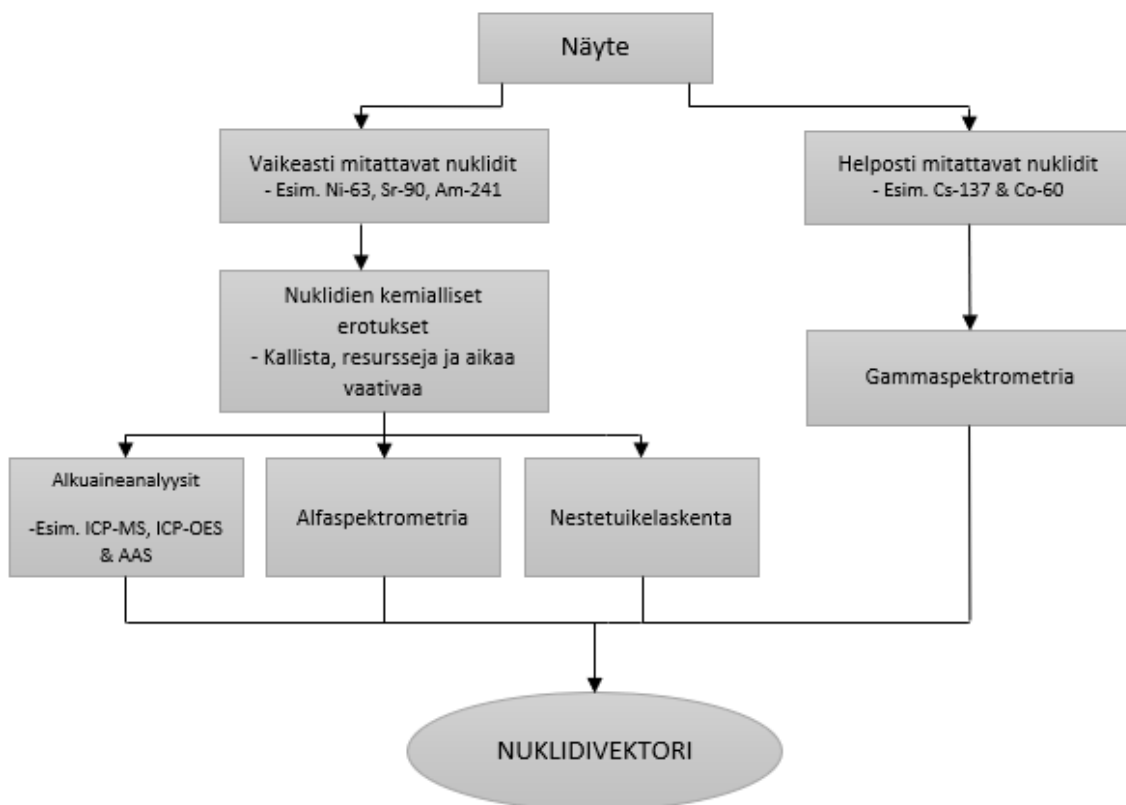 Näyte
Vaikeasti mitattavat nuklidit
- Esim. Ni-63, Sr-90, Am-241
Helposti mitattavat nuklidit
- Esim. Cs-137 & Co-60
Nuklidien kemialliset
erotukset
- Kallista, resursseja ja aikaa
vaativaa
Gammaspektrometria
Alkuaineanalyysit
-Esim. ICP-MS, ICP-OES
& AAS
Alfaspektrometria
Nestetuikelaskenta
NUKLIDIVEKTORI